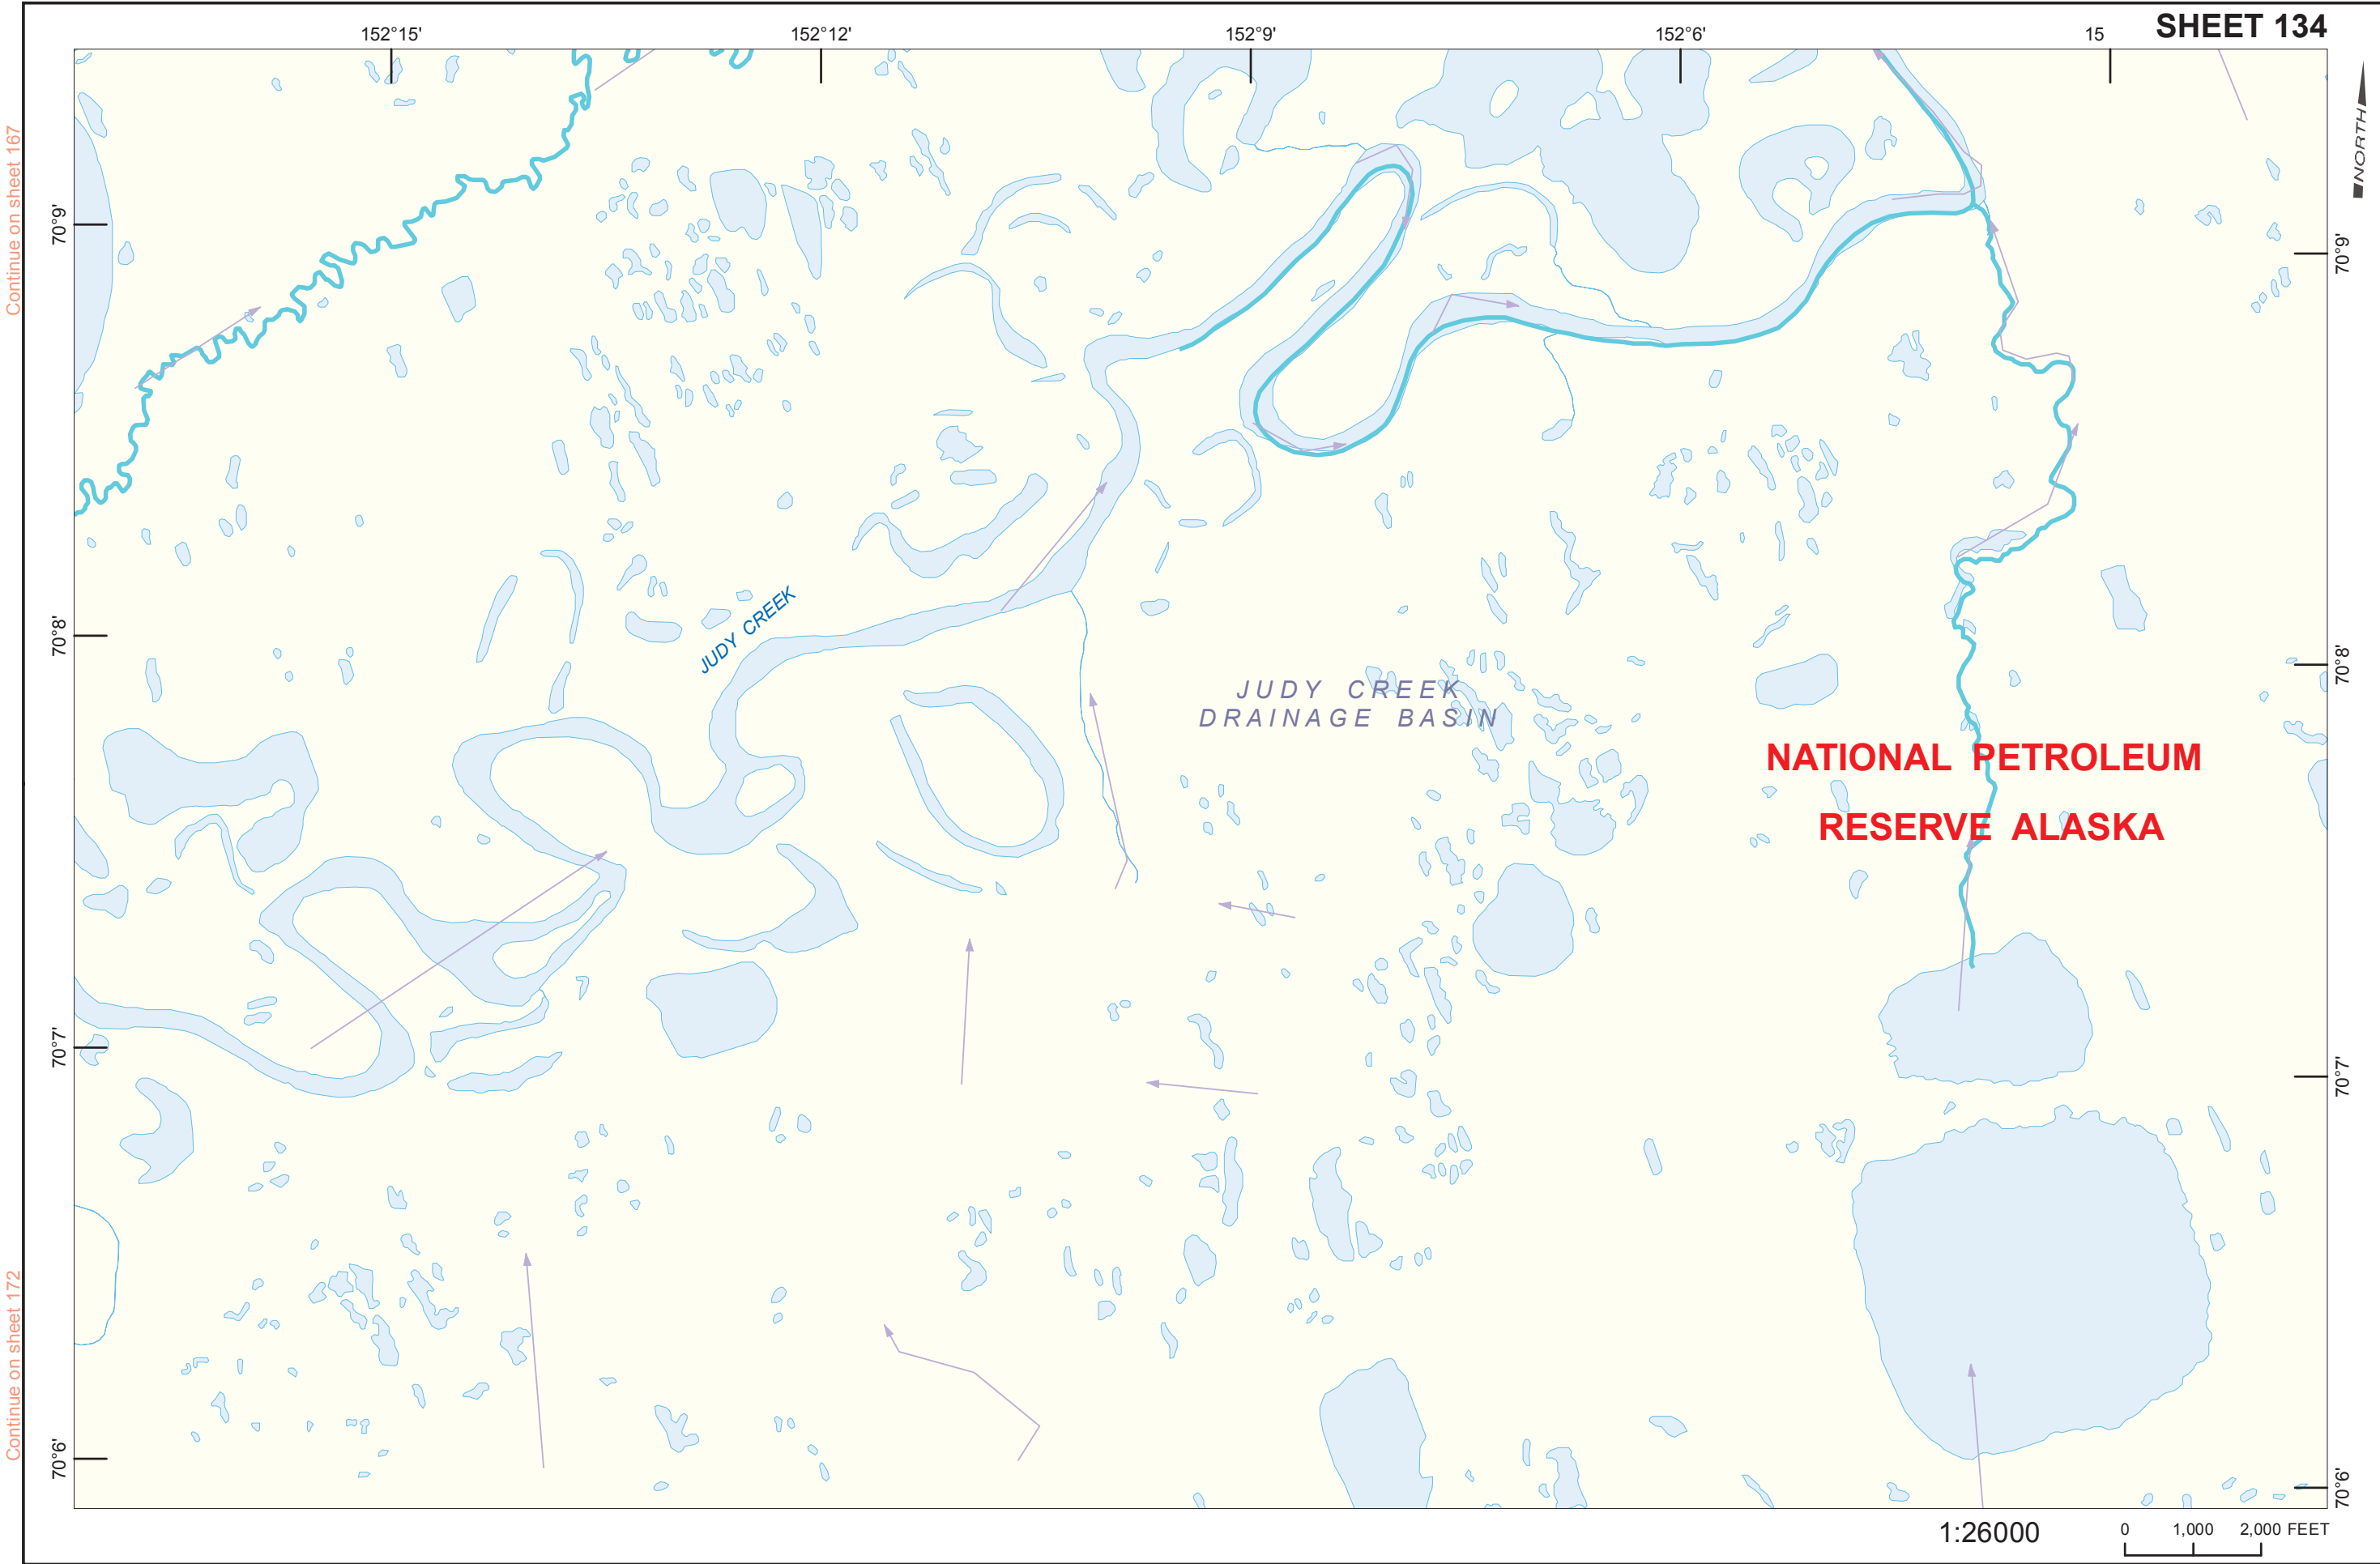 SHEET 134
152°15'
152°12'
152°9'
152°6'
15
NORTH
Continue on sheet 167
70°9'
70°9'
JUDY CREEK
70°8'
70°8'
JUDY CREEK
DRAINAGE BASIN
NATIONAL PETROLEUM
RESERVE ALASKA
70°7'
70°7'
Continue on sheet 172
70°6'
70°6'
1:26000
0 1,000 2,000 FEET